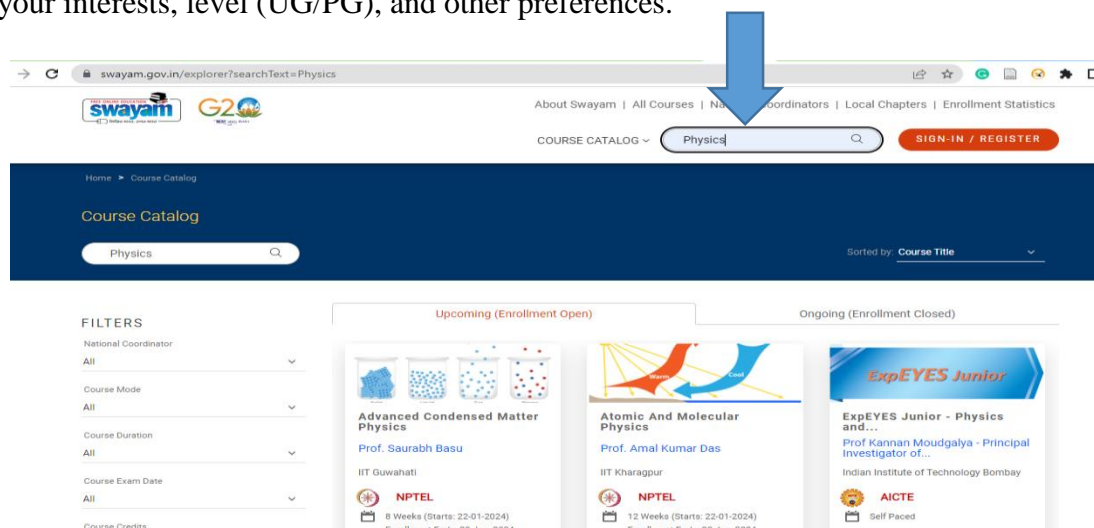 your interests, level (UG/PG), and other preferences.
swayam.gov.in/explorer?searchText=Physics
FREE ONLINE EDUCATION
swayam
G20
About Swayam | All Courses | National Coordinators | Local Chapters | Enrollment Statistics
COURSE CATALOG
Physics
SIGN-IN / REGISTER
Home ► Course Catalog
Course Catalog
Physics
Sorted by: Course Title
FILTERS
National Coordinator
All
Course Mode
All
Course Duration
All
Course Exam Date
All
Course Credits
Upcoming (Enrollment Open)
Ongoing (Enrollment Closed)
Advanced Condensed Matter
Physics
Prof. Saurabh Basu
IIT Guwahati
NPTEL
8 Weeks (Starts: 22-01-2024)
Warm
Cool
Atomic And Molecular
Physics
Prof. Amal Kumar Das
IIT Kharagpur
NPTEL
12 Weeks (Starts: 22-01-2024)
ExpEYES Junior
ExpEYES Junior - Physics
and...
Prof Kannan Moudgalya - Principal
Investigator of...
Indian Institute of Technology Bombay
AICTE
Self Paced